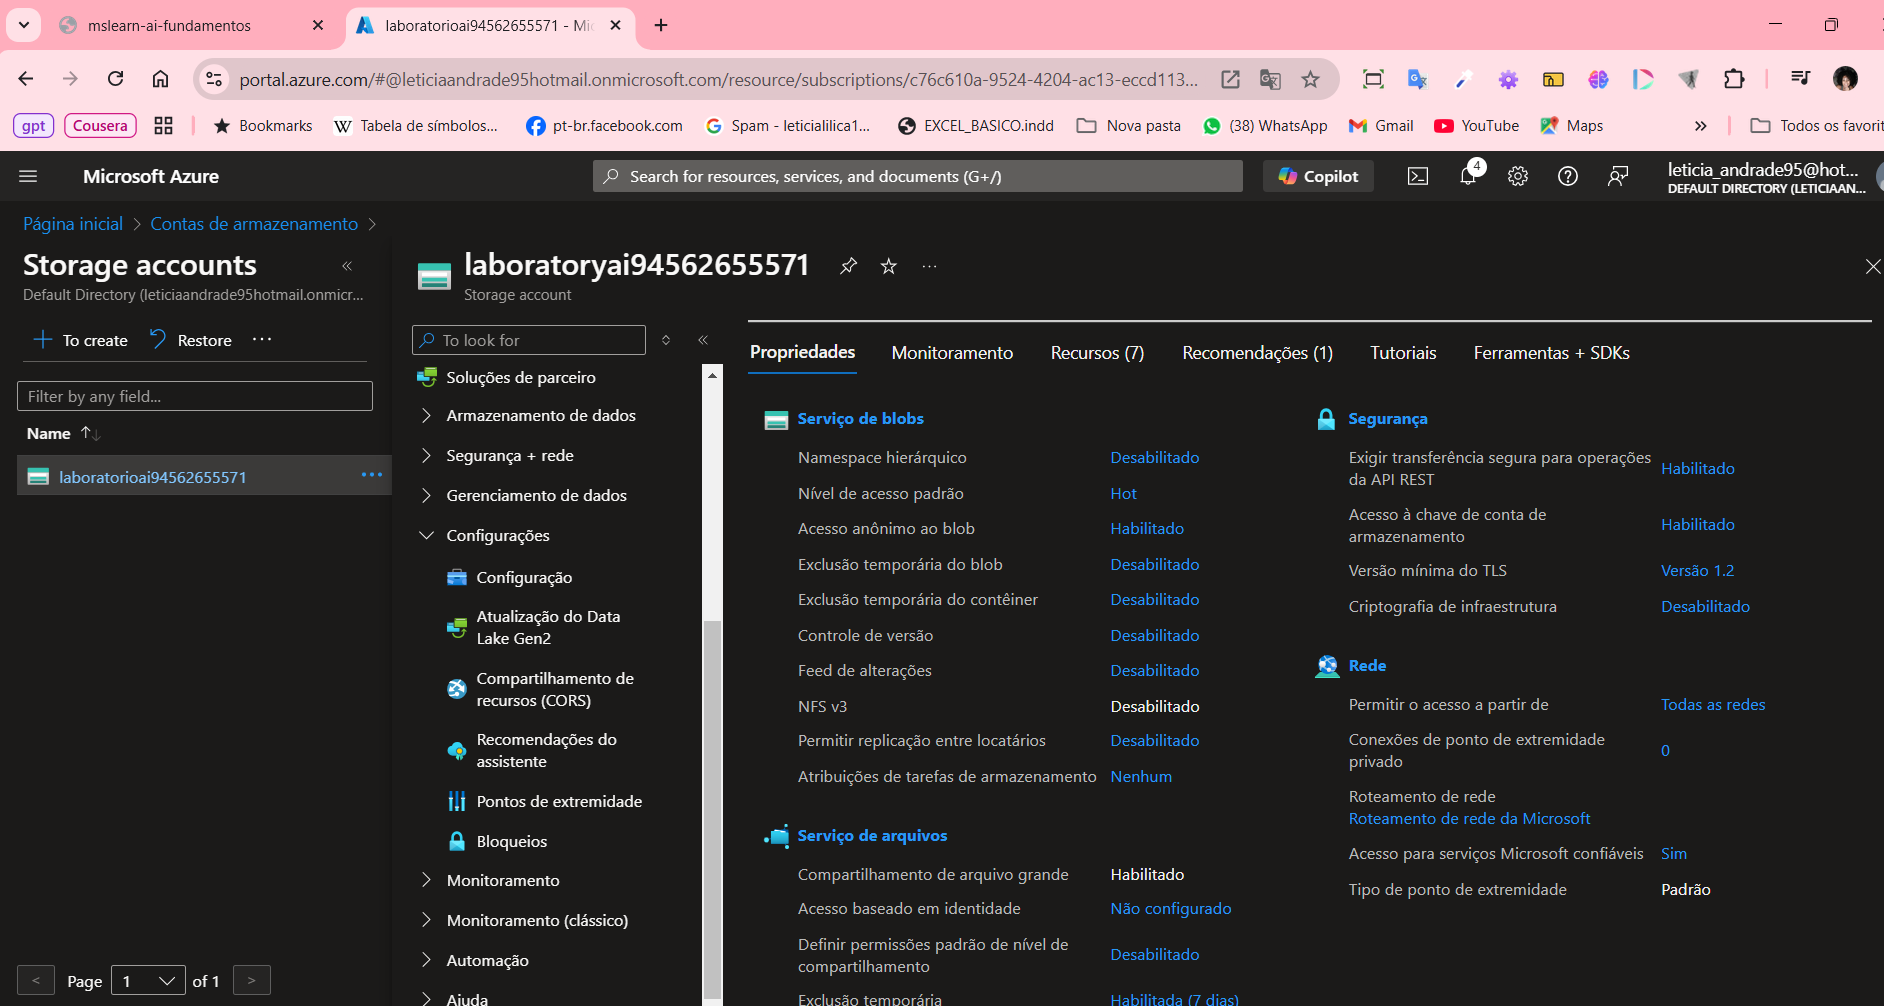 mslearn-ai-fundamentos
laboratorioai94562655571 - Mic
portal.azure.com/#@leticiaandrade95hotmail.onmicrosoft.com/resource/subscriptions/c76c610a-9524-4204-ac13-eccd113...
gpt
Cousera
Bookmarks
Tabela de símbolos...
pt-br.facebook.com
Spam - leticialilica1...
EXCEL_BASICO.indd
Nova pasta
(38) WhatsApp
Gmail
YouTube
Maps
»
Todos os favorit
Microsoft Azure
Search for resources, services, and documents (G+/)
Copilot
4
leticia_andrade95@hot...
DEFAULT DIRECTORY (LETICIAAN...
Página inicial > Contas de armazenamento >
Storage accounts
«
Default Directory (leticiaandrade95hotmail.onmicr...
To create
Restore
...
Filter by any field...
Name ↑↓
laboratorioai94562655571
...
< Page 1 of 1 >
laboratoryai94562655571
...
Storage account
To look for
«
Soluções de parceiro
Armazenamento de dados
Segurança + rede
Gerenciamento de dados
Configurações
Configuração
Atualização do Data
Lake Gen2
Compartilhamento de
recursos (CORS)
Recomendações do
assistente
Pontos de extremidade
Bloqueios
Monitoramento
Monitoramento (clássico)
Automação
Ajuda
Propriedades
Monitoramento
Recursos (7)
Recomendações (1)
Tutoriais
Ferramentas + SDKs
Serviço de blobs
Namespace hierárquico Desabilitado
Nível de acesso padrão Hot
Acesso anônimo ao blob Habilitado
Exclusão temporária do blob Desabilitado
Exclusão temporária do contêiner Desabilitado
Controle de versão Desabilitado
Feed de alterações Desabilitado
NFS v3 Desabilitado
Permitir replicação entre locatários Desabilitado
Atribuições de tarefas de armazenamento Nenhum
Serviço de arquivos
Compartilhamento de arquivo grande Habilitado
Acesso baseado em identidade Não configurado
Definir permissões padrão de nível de
compartilhamento
Desabilitado
Exclusão temporária Habilitada (7 dias)
Segurança
Exigir transferência segura para operações
da API REST
Habilitado
Acesso à chave de conta de
armazenamento
Habilitado
Versão mínima do TLS Versão 1.2
Criptografia de infraestrutura Desabilitado
Rede
Permitir o acesso a partir de Todas as redes
Conexões de ponto de extremidade
privado
0
Roteamento de rede
Roteamento de rede da Microsoft
Acesso para serviços Microsoft confiáveis Sim
Tipo de ponto de extremidade Padrão